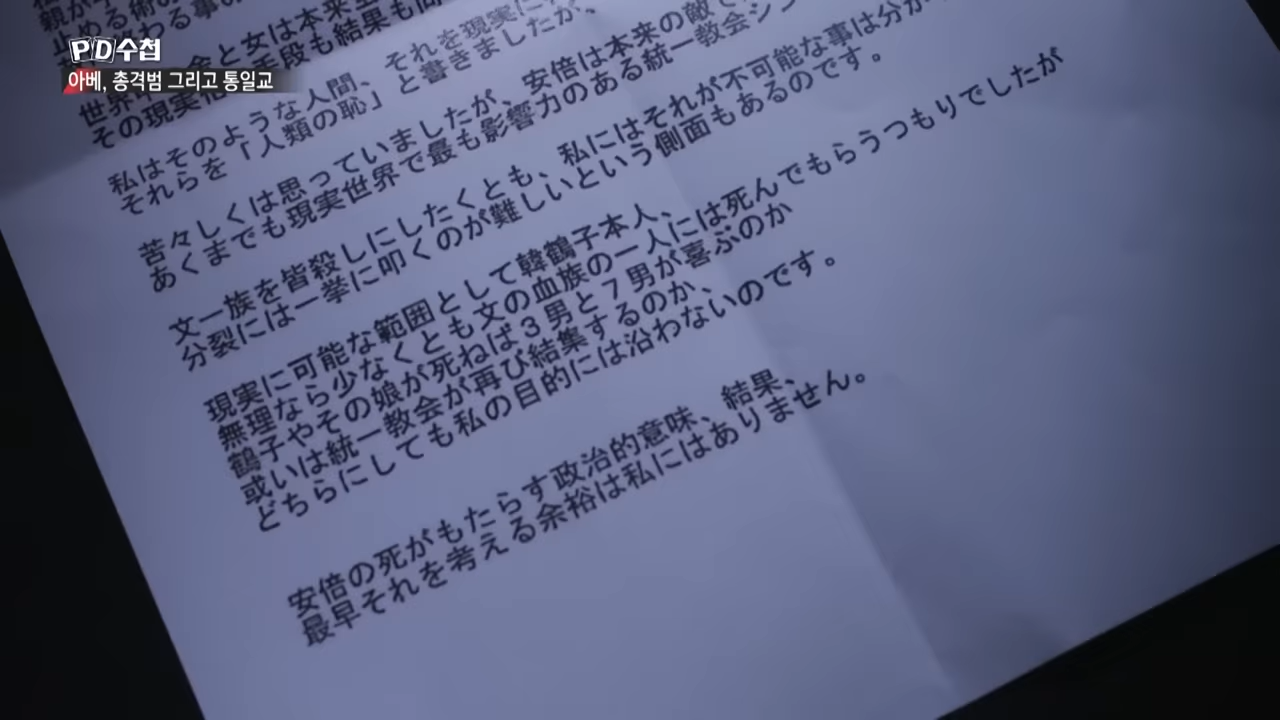 PD수첩
아베, 총격범 그리고 통일교
世界中の金と女は本来全
その現実化に手段も結果も問
私はそのような人間、それを現実に
それらを「人類の恥」と書きましたが、
苦々しくは思っていましたが、安倍は本来の敵で
あくまでも現実世界で最も影響力のある統一教会シン
文一族を皆殺しにしたくとも、私にはそれが不可能な事は分か
分裂には一挙に叩くのが難しいという側面もあるのです。
現実に可能な範囲として韓鶴子本人、
無理なら少なくとも文の血族の一人には死んでもらうつもりでしたが
鶴子やその娘が死ねば3男と7男が喜ぶのか
或いは統一教会が再び結集するのか、
どちらにしても私の目的には沿わないのです。
安倍の死がもたらす政治的意味、結果、
最早それを考える余裕は私にはありません。